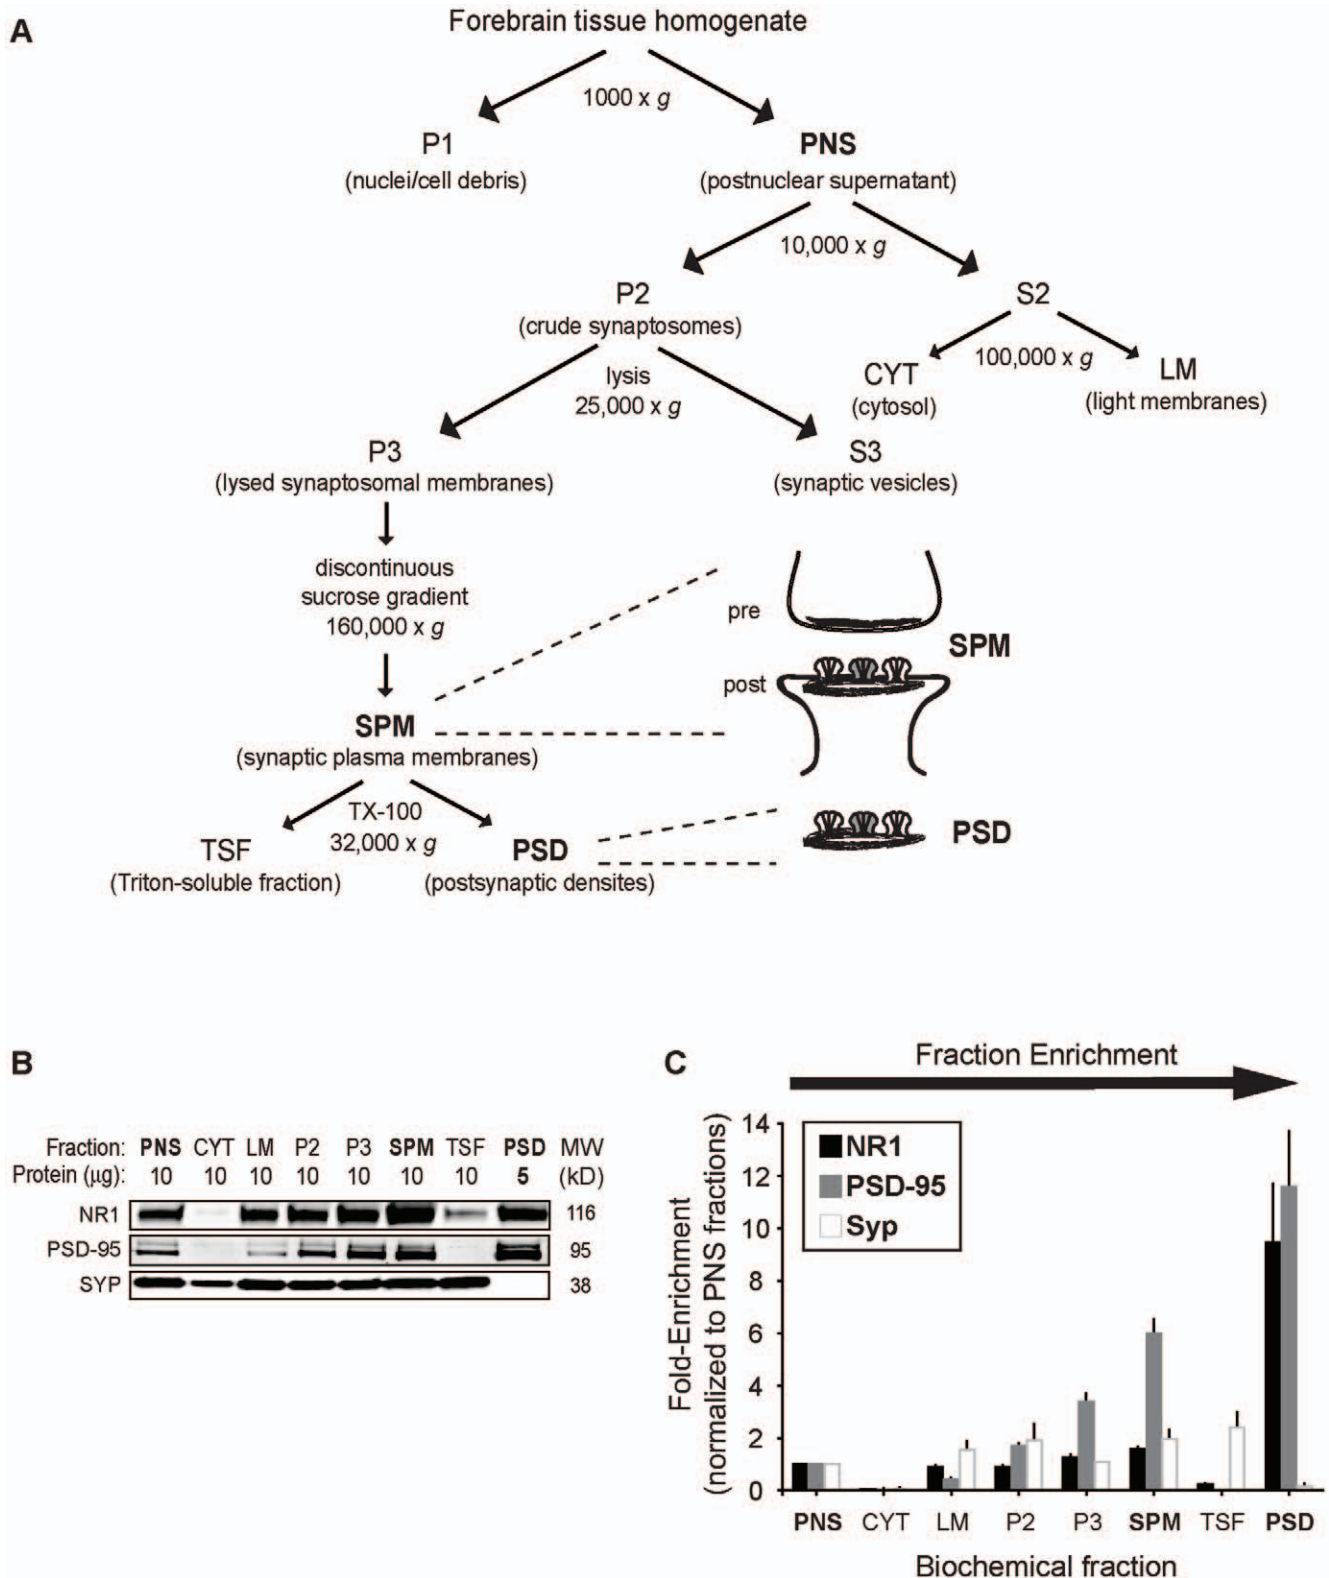 A
Forebrain tissue homogenate
1000 x g
P1
(nuclei/cell debris)
PNS
(postnuclear supernatant)
10,000 x g
P2
(crude synaptosomes)
S2
lysis
25,000 x g
100,000 x g
CYT
(cytosol)
LM
(light membranes)
P3
(lysed synaptosomal membranes)
S3
(synaptic vesicles)
discontinuous
sucrose gradient
160,000 x g
pre
SPM
post
SPM
(synaptic plasma membranes)
TX-100
32,000 x g
TSF
(Triton-soluble fraction)
PSD
(postsynaptic densites)
PSD
B
Fraction: PNS CYT LM P2 P3 SPM TSF PSD MW
Protein (μg): 10 10 10 10 10 10 10 5 (kD)
NR1 116
PSD-95 95
SYP 38
C
Fraction Enrichment
Fold-Enrichment
(normalized to PNS fractions)
14
12
10
8
6
4
2
0
NR1
PSD-95
Syp
PNS CYT LM P2 P3 SPM TSF PSD
Biochemical fraction